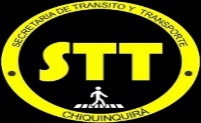 SECRETARIA DE TRANSITO Y TRANSPORTE
STT
CHIQUINQUIRÁ